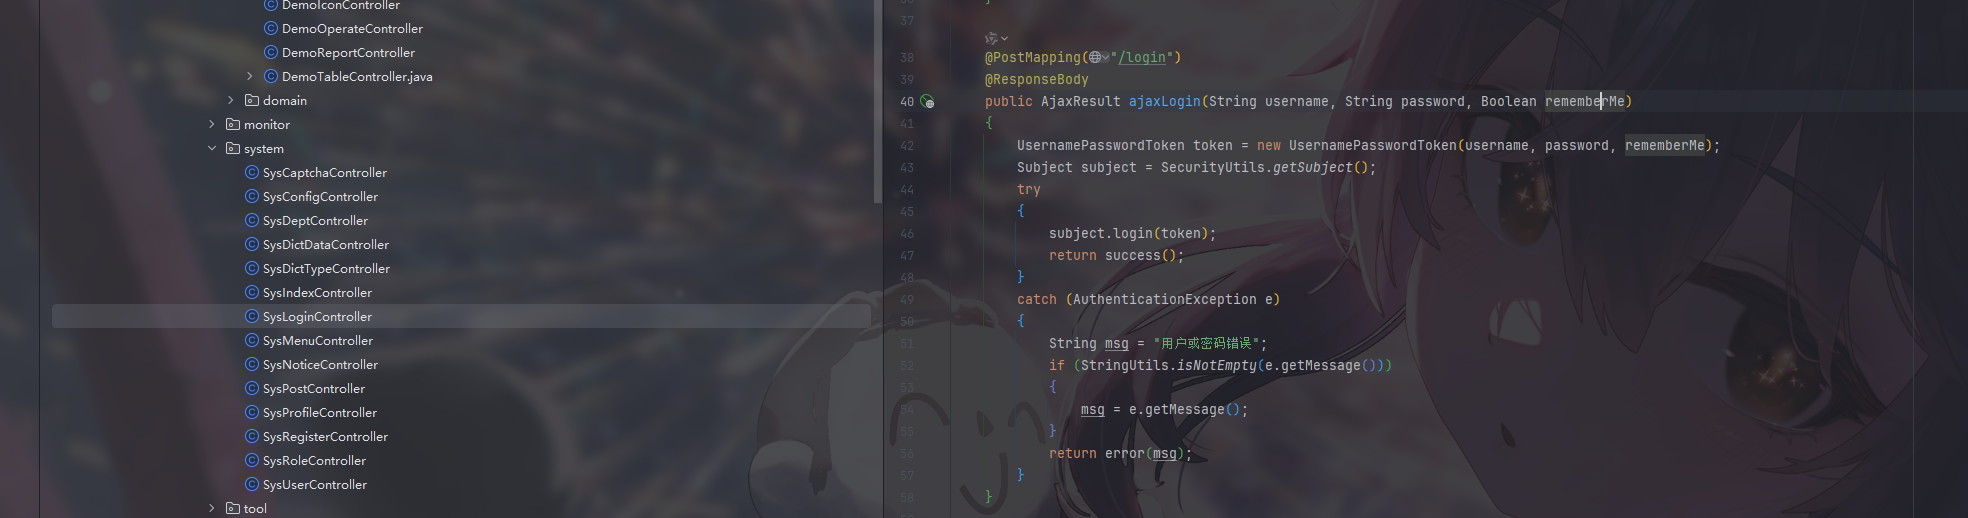 DemoIconController
DemoOperateController
DemoReportController
DemoTableController.java
domain
monitor
system
SysCaptchaController
SysConfigController
SysDeptController
SysDictDataController
SysDictTypeController
SysIndexController
SysLoginController
SysMenuController
SysNoticeController
SysPostController
SysProfileController
SysRegisterController
SysRoleController
SysUserController
tool
37
38 @PostMapping("/login")
39 @ResponseBody
40 public AjaxResult ajaxLogin(String username, String password, Boolean rememberMe)
41 {
42 UsernamePasswordToken token = new UsernamePasswordToken(username, password, rememberMe);
43 Subject subject = SecurityUtils.getSubject();
44 try
45 {
46 subject.login(token);
47 return success();
48 }
49 catch (AuthenticationException e)
50 {
51 String msg = "用户或密码错误";
52 if (StringUtils.isNotEmpty(e.getMessage()))
53 {
54 msg = e.getMessage();
55 }
56 return error(msg);
57 }
58 }